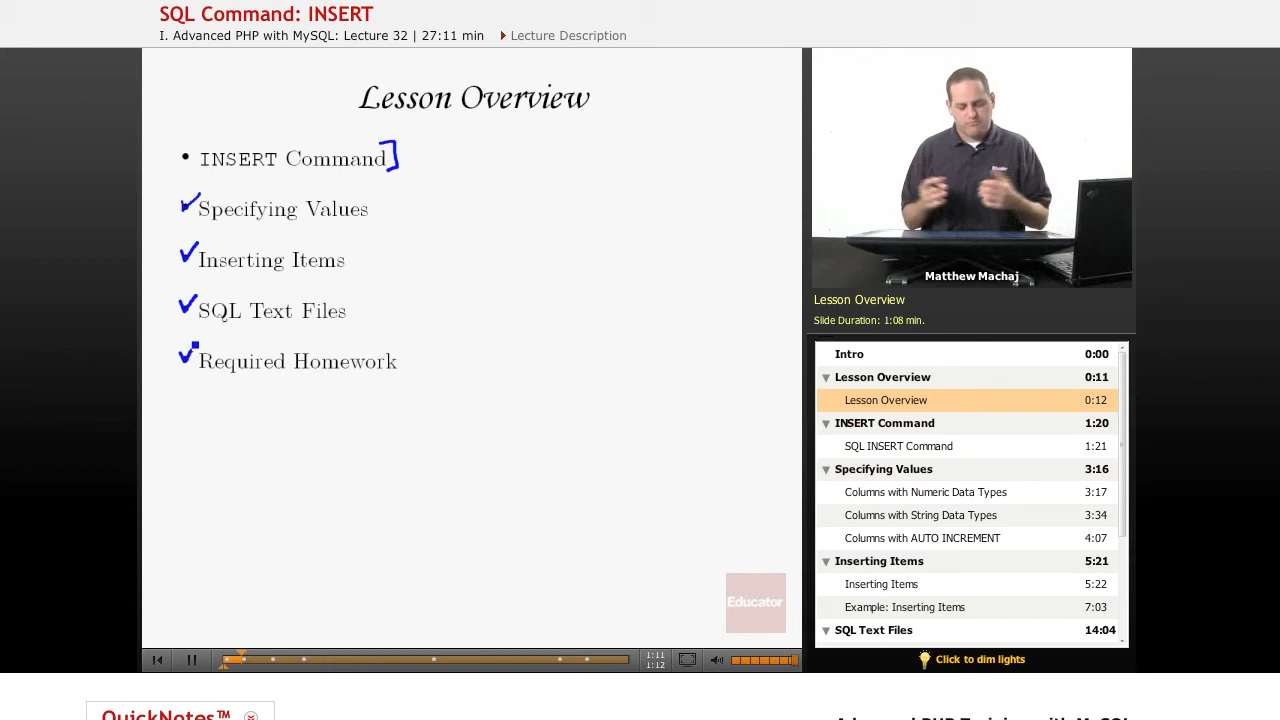 SQL Command: INSERT
I. Advanced PHP with MySQL: Lecture 32 | 27:11 min Lecture Description
Lesson Overview
INSERT Command
Specifying Values
Inserting Items
SQL Text Files
Required Homework
Educator
Matthew Machaj
Lesson Overview
Slide Duration: 1:08 min.
Intro 0:00
Lesson Overview 0:11
Lesson Overview 0:12
INSERT Command 1:20
SQL INSERT Command 1:21
Specifying Values 3:16
Columns with Numeric Data Types 3:17
Columns with String Data Types 3:34
Columns with AUTO INCREMENT 4:07
Inserting Items 5:21
Inserting Items 5:22
Example: Inserting Items 7:03
SQL Text Files 14:04
1:11
1:12
Click to dim lights
QuickNotes™
Advanced PHP Training with MySQL